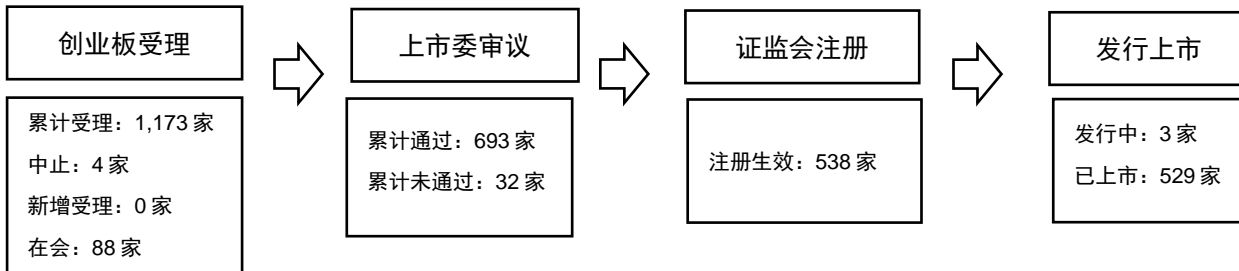 创业板受理
累计受理：1,173 家
中止：4 家
新增受理：0 家
在会：88 家
上市委审议
累计通过：693 家
累计未通过：32 家
证监会注册
注册生效：538 家
发行上市
发行中：3 家
已上市：529 家